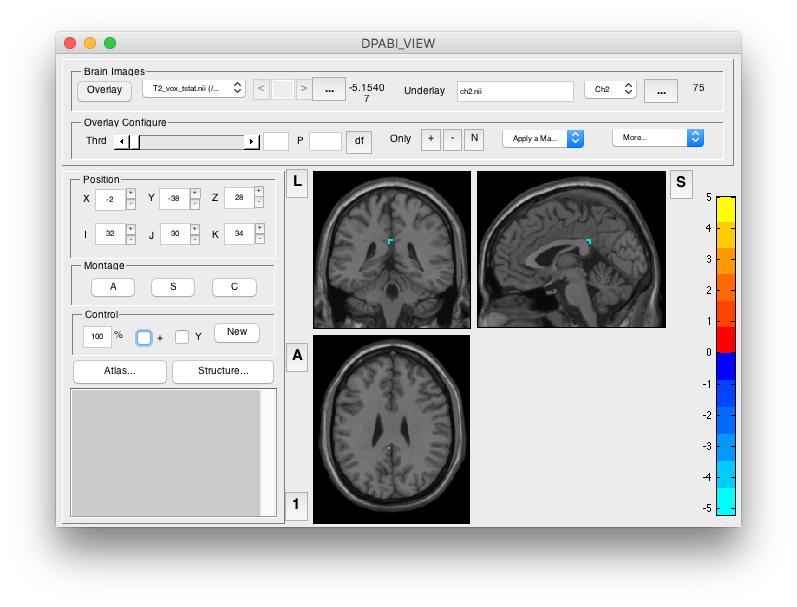 DPABI_VIEW
Brain Images
Overlay
T2_vox_tstat.nii (/...
<
>
...
-5.1540
7
Underlay
ch2.nii
Ch2
...
75
Overlay Configure
Thrd
P
df
Only
+
-
N
Apply a Ma...
More...
Position
X -2 + - Y -38 + - Z 28 + -
I 32 + - J 30 + - K 34 + -
Montage
A S C
Control
100 % + Y New
Atlas... Structure...
L
S
A
1
5
4
3
2
1
0
-1
-2
-3
-4
-5